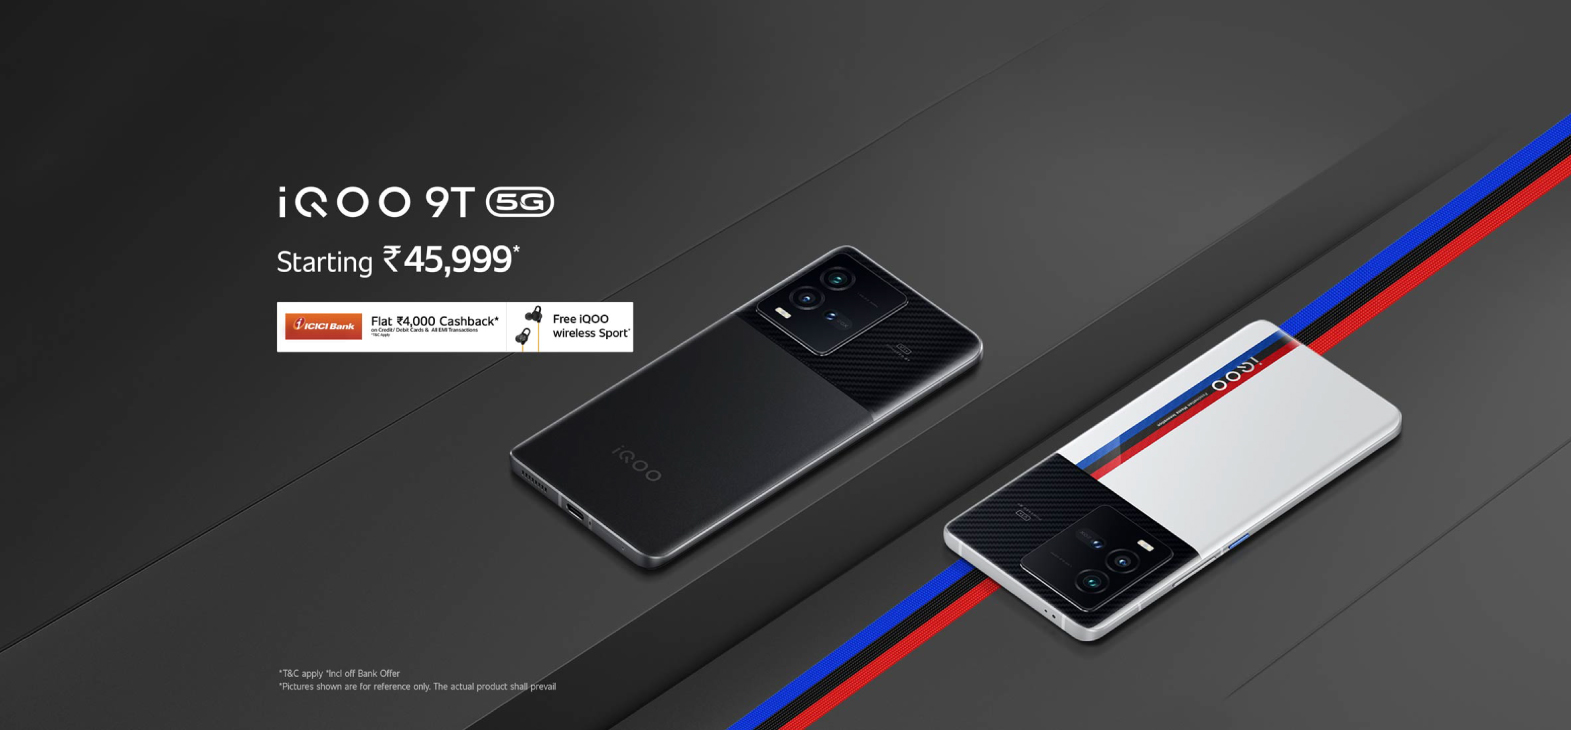 iQOO 9T 5G
Starting ₹45,999*
ICICI Bank
Flat ₹4,000 Cashback*
on Credit/ Debit Cards & All EMI Transactions
*T&C Apply
Free iQOO
wireless Sport*
iQOO
iQOO
5G
*T&C apply *Incl off Bank Offer
*Pictures shown are for reference only. The actual product shall prevail